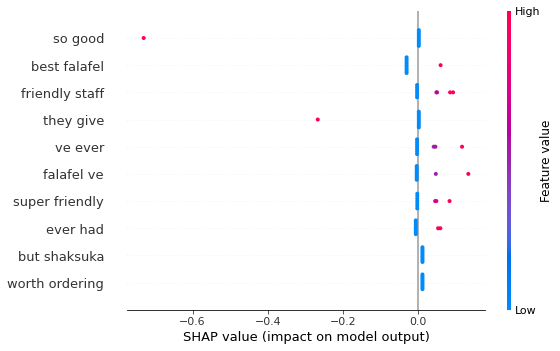 High
so good
best falafel
friendly staff
they give
ve ever
falafel ve
super friendly
ever had
but shaksuka
worth ordering
Feature value
Low
−0.6 −0.4 −0.2 0.0
SHAP value (impact on model output)